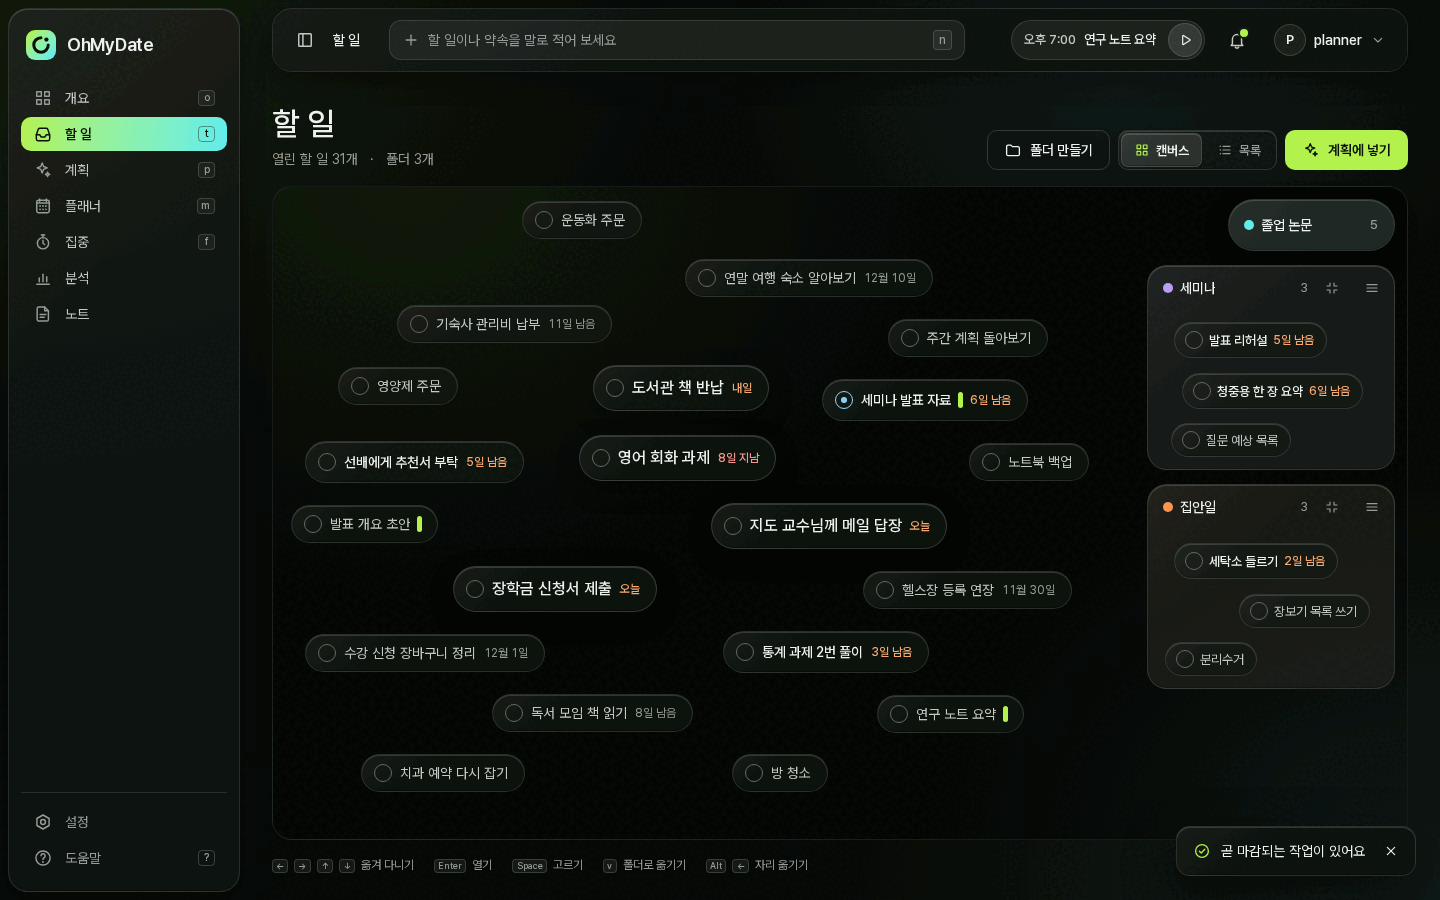 OhMyDate
개요 o
할 일 t
계획 p
플래너 m
집중 f
분석
노트
설정
도움말 ?
할 일
할 일이나 약속을 말로 적어 보세요 n
오후 7:00 연구 노트 요약
P planner
할 일
열린 할 일 31개 · 폴더 3개
폴더 만들기
캔버스
목록
계획에 넣기
운동화 주문
연말 여행 숙소 알아보기 12월 10일
기숙사 관리비 납부 11일 남음
주간 계획 돌아보기
영양제 주문
도서관 책 반납 내일
세미나 발표 자료 6일 남음
선배에게 추천서 부탁 5일 남음
영어 회화 과제 8일 지남
노트북 백업
발표 개요 초안
지도 교수님께 메일 답장 오늘
장학금 신청서 제출 오늘
헬스장 등록 연장 11월 30일
수강 신청 장바구니 정리 12월 1일
통계 과제 2번 풀이 3일 남음
독서 모임 책 읽기 8일 남음
연구 노트 요약
치과 예약 다시 잡기
방 청소
졸업 논문 5
세미나 3
발표 리허설 5일 남음
청중용 한 장 요약 6일 남음
질문 예상 목록
집안일 3
세탁소 들르기 2일 남음
장보기 목록 쓰기
분리수거
← → ↑ ↓ 옮겨 다니기 Enter 열기 Space 고르기 v 폴더로 옮기기 Alt ← 자리 옮기기
곧 마감되는 작업이 있어요